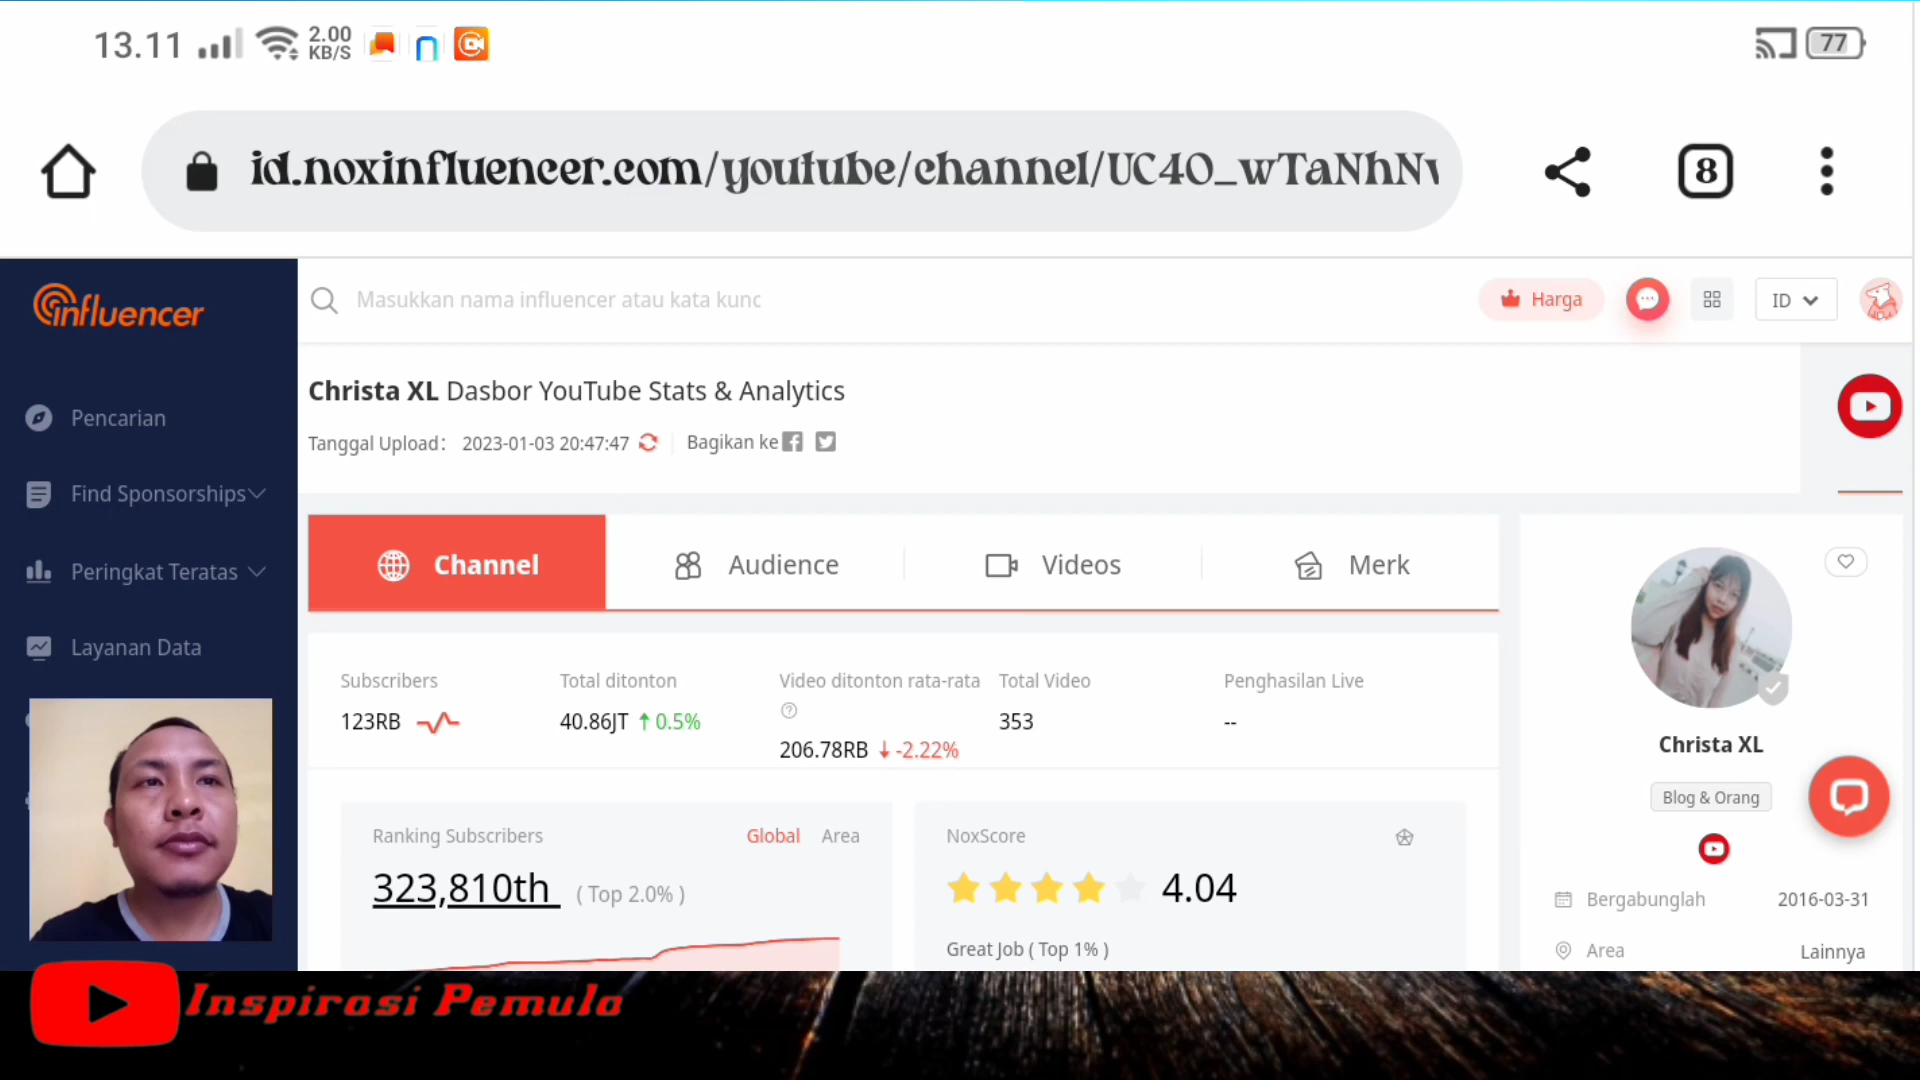 13.11
2.00
KB/S
77
id.noxinfluencer.com/youtube/channel/UC4O_wTaNhNv
8
influencer
Masukkan nama influencer atau kata kunc
Harga
ID
Christa XL Dasbor YouTube Stats & Analytics
Tanggal Upload: 2023-01-03 20:47:47
Bagikan ke
Pencarian
Find Sponsorships
Peringkat Teratas
Layanan Data
Channel
Audience
Videos
Merk
Subscribers
Total ditonton
Video ditonton rata-rata
Total Video
Penghasilan Live
123RB
40.86JT 0.5%
206.78RB -2.22%
353
--
Christa XL
Blog & Orang
Ranking Subscribers
Global
Area
323,810th ( Top 2.0% )
NoxScore
4.04
Great Job ( Top 1% )
Bergabunglah
2016-03-31
Area
Lainnya
Inspirasi Pemula